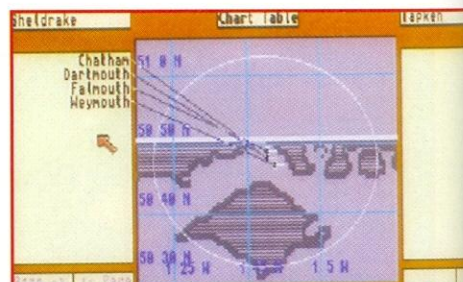 Sheldrake
Chart Table
Tapken
Chatham
Dartmouth
Falmouth
Weymouth
51 0 N
50 50 N
50 40 N
50 30 N
1.25 W
1.5 W